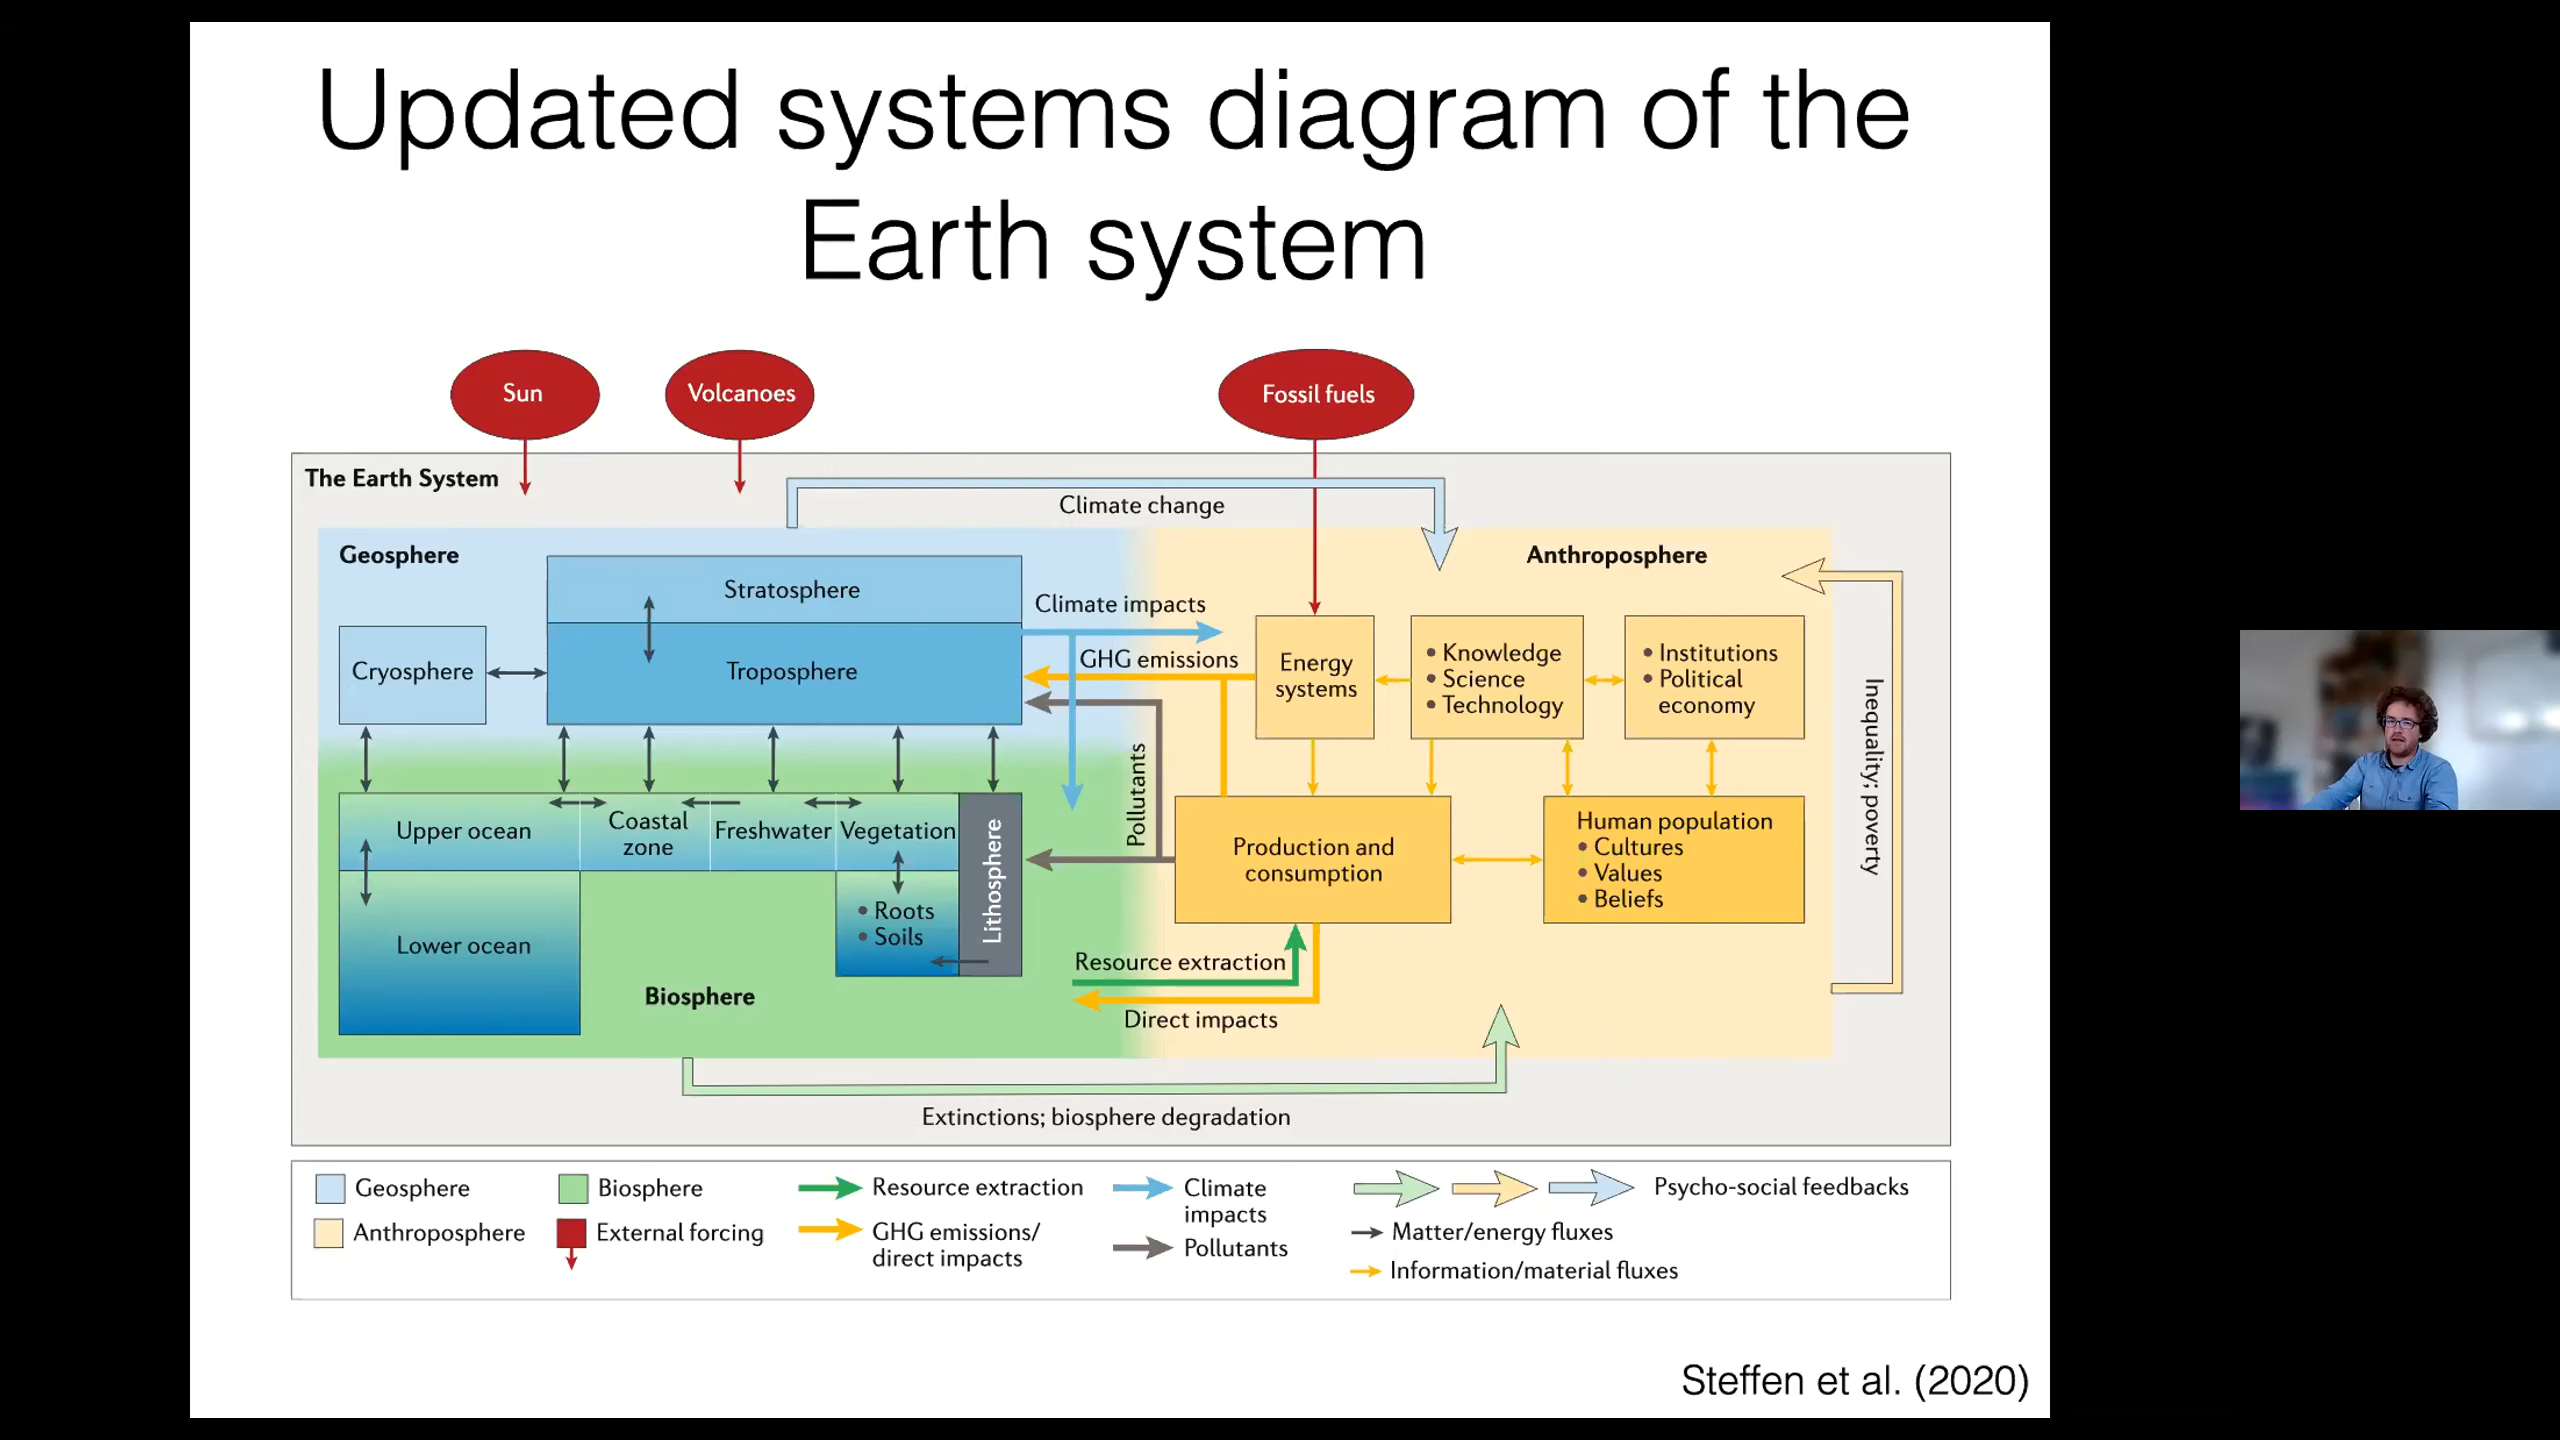 Updated systems diagram of the
Earth system
Sun
Volcanoes
Fossil fuels
The Earth System
Climate change
Geosphere
Anthroposphere
Stratosphere
Climate impacts
Cryosphere
Troposphere
GHG emissions
Energy
systems
• Knowledge
• Science
• Technology
• Institutions
• Political
economy
Inequality; poverty
Pollutants
Upper ocean
Coastal
zone
Freshwater
Vegetation
Lithosphere
Production and
consumption
Human population
• Cultures
• Values
• Beliefs
• Roots
• Soils
Lower ocean
Resource extraction
Biosphere
Direct impacts
Extinctions; biosphere degradation
Geosphere
Biosphere
Resource extraction
Climate
impacts
Psycho-social feedbacks
Anthroposphere
External forcing
GHG emissions/
direct impacts
Pollutants
Matter/energy fluxes
Information/material fluxes
Steffen et al. (2020)